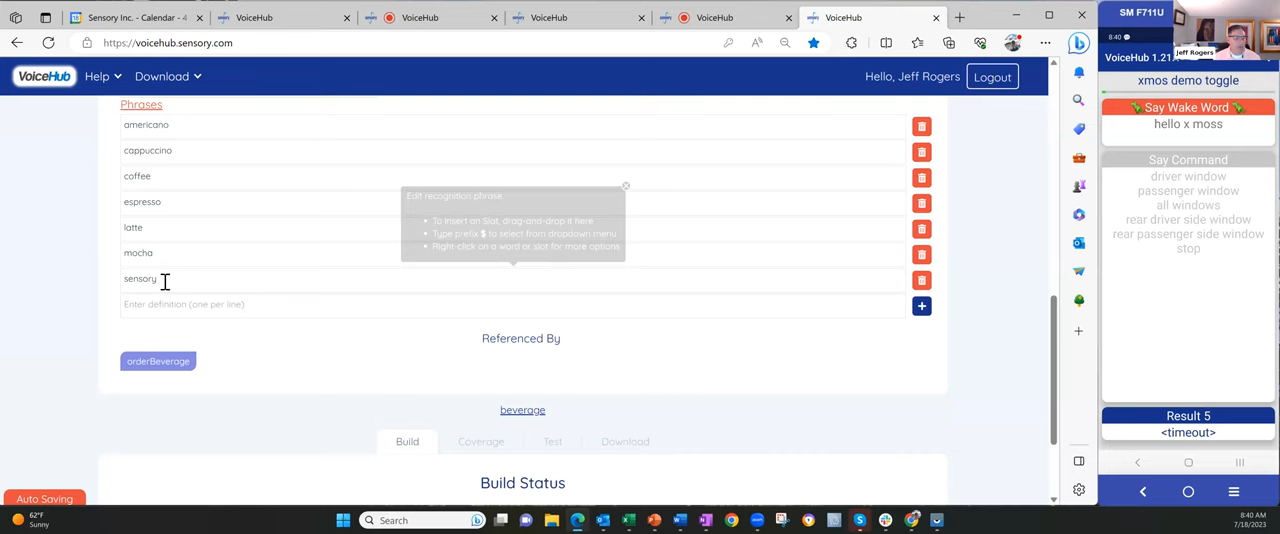 Sensory Inc. - Calendar - 4
VoiceHub
VoiceHub
VoiceHub
VoiceHub
VoiceHub
https://voicehub.sensory.com
VoiceHub
Help
Download
Hello, Jeff Rogers
Logout
Phrases
americano
cappuccino
coffee
espresso
latte
mocha
sensory
Enter definition (one per line)
Edit recognition phrase.
• To insert an Slot, drag-and-drop it here
• Type prefix $ to select from dropdown menu
• Right-click on a word or slot for more options
Referenced By
orderBeverage
beverage
Build
Coverage
Test
Download
Build Status
Auto Saving
62°F
Sunny
Search
8:40 AM
7/18/2023
SM F711U
8:40
Jeff Rogers
VoiceHub 1.21.
xmos demo toggle
Say Wake Word
hello x moss
Say Command
driver window
passenger window
all windows
rear driver side window
rear passenger side window
stop
Result 5
<timeout>